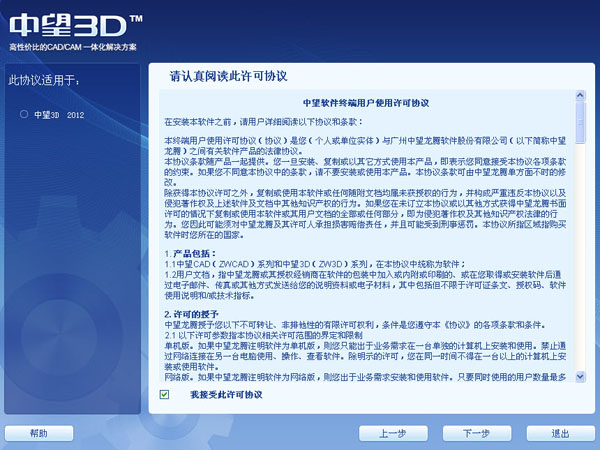 中望3D™
高性价比的CAD/CAM 一体化解决方案
此协议适用于：
中望3D 2012
请认真阅读此许可协议
中望软件终端用户使用许可协议
在安装本软件之前，请用户详细阅读以下协议和条款：
本终端用户使用许可协议（协议）是您（个人或单位实体）与广州中望龙腾软件股份有限公司（以下简称中望
龙腾）之间有关软件产品的法律协议。
本协议条款随产品一起提供。您一旦安装、复制或以其它方式使用本产品，即表示您同意接受本协议各项条款
的约束。如果您不同意本协议中的条款，请不要安装或使用本产品。本协议条款可由中望龙腾单方面不时的修
改。
除获得本协议许可之外，复制或使用本软件或任何随附文档均属未获授权的行为，并构成严重违反本协议以及
侵犯著作权及上述软件及文档中其他知识产权的行为。如果您在未订立本协议或以其他方式获得中望龙腾书面
许可的情况下复制或使用本软件或其用户文档的全部或任何部分，即为侵犯著作权及其他知识产权法律的行
为。您因此可能须对中望龙腾及其许可人承担损害赔偿责任，并且可能受到刑事惩罚。本协议所指区域指购买
软件时您所在的国家。
1. 产品包括：
1.1中望CAD（ZWCAD）系列和中望3D（ZW3D）系列，在本协议中统称为软件；
1.2用户文档，指中望龙腾或其授权经销商在软件的包装中加入或内附或印刷的、或在您取得或安装软件后通
过电子邮件、传真或其他方式发送给您的说明资料或电子材料，其中包括但不限于许可证条文、授权码、软件
使用说明和/或技术指标。
2. 许可的授予
中望龙腾授予您以下不可转让、非排他性的有限许可权利，条件是您遵守本《协议》的各项条款和条件。
2.1 以下许可参数指本协议相关许可范围的界定和限制
单机版。如果中望龙腾注明软件为单机版，则您只能出于业务需求在一台单独的计算机上安装和使用。禁止通
过网络连接在另一台电脑使用、操作、查看软件。除明示的许可，您在同一时间不得在一台以上的计算机上安
装或使用软件。
网络版。如果中望龙腾注明软件为网络版，则您出于业务需求安装和使用软件。只要同时使用的用户数量最多
我接受此许可协议
帮助
上一步
下一步
退出